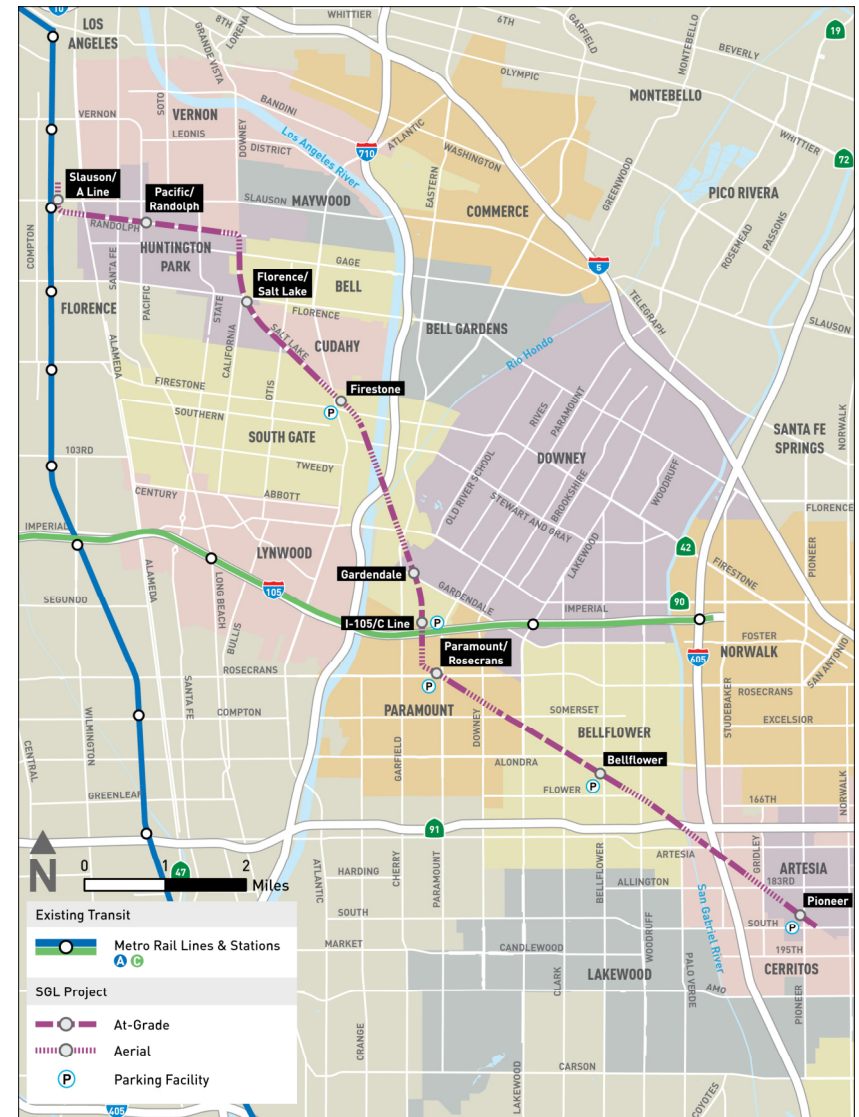 10
LOS
ANGELES
8TH
LORENA
GRANDE VISTA
WHITTIER
6TH
GARFIELD
MONTEBELLO
BEVERLY
19
OLYMPIC
MONTEBELLO
VERNON
SOTO
VERNON
LEONIS
BANDINI
DOWNEY
DISTRICT
Los Angeles River
ATLANTIC
710
WASHINGTON
EASTERN
GREENWOOD
WHITTIER
72
Slauson/
A Line
Pacific/
Randolph
SLAUSON
MAYWOOD
COMMERCE
PICO RIVERA
ROSEMEAD
PASSONS
COMPTON
RANDOLPH
SANTA FE
HUNTINGTON
PARK
GAGE
BELL
5
Florence/
Salt Lake
FLORENCE
PACIFIC
STATE
CALIFORNIA
FLORENCE
SALT LAKE
CUDAHY
BELL GARDENS
TELEGRAPH
SLAUSON
Rio Hondo
ALAMEDA
FIRESTONE
OTIS
Firestone
P
SOUTHERN
SOUTH GATE
TWEEDY
103RD
RIVES
PARAMOUNT
DOWNEY
SANTA FE
SPRINGS
NORWALK
OLD RIVER SCHOOL
BROOKSHIRE
STEWART AND GRAY
WOODRUFF
LAKEWOOD
CENTURY
ABBOTT
IMPERIAL
FLORENCE
LYNWOOD
42
PIONEER
FIRESTONE
Gardendale
GARDENDALE
ALAMEDA
LONG BEACH
105
SEGUNDO
BULLIS
I-105/C Line
P
IMPERIAL
90
FOSTER
NORWALK
SAN ANTONIO
605
Paramount/
Rosecrans
P
ROSECRANS
ROSECRANS
STUDEBAKER
SANTA FE
COMPTON
PARAMOUNT
DOWNEY
SOMERSET
EXCELSIOR
BELLFLOWER
WILMINGTON
CENTRAL
GARFIELD
ALONDRA
Bellflower
FLOWER
P
GREENLEAF
166TH
NORWALK
91
ARTESIA
GRIDLEY
ARTESIA
N
0
1
2
Miles
47
ATLANTIC
HARDING
CHERRY
PARAMOUNT
BELLFLOWER
ALLINGTON
183RD
Pioneer
San Gabriel River
SOUTH
SOUTH
P
MARKET
CANDLEWOOD
WOODRUFF
195TH
LAKEWOOD
CERRITOS
CLARK
PALO VERDE
PIONEER
Existing Transit
Metro Rail Lines & Stations
A C
SGL Project
At-Grade
Aerial
P Parking Facility
CARSON
LAKEWOOD
COYOTES
405